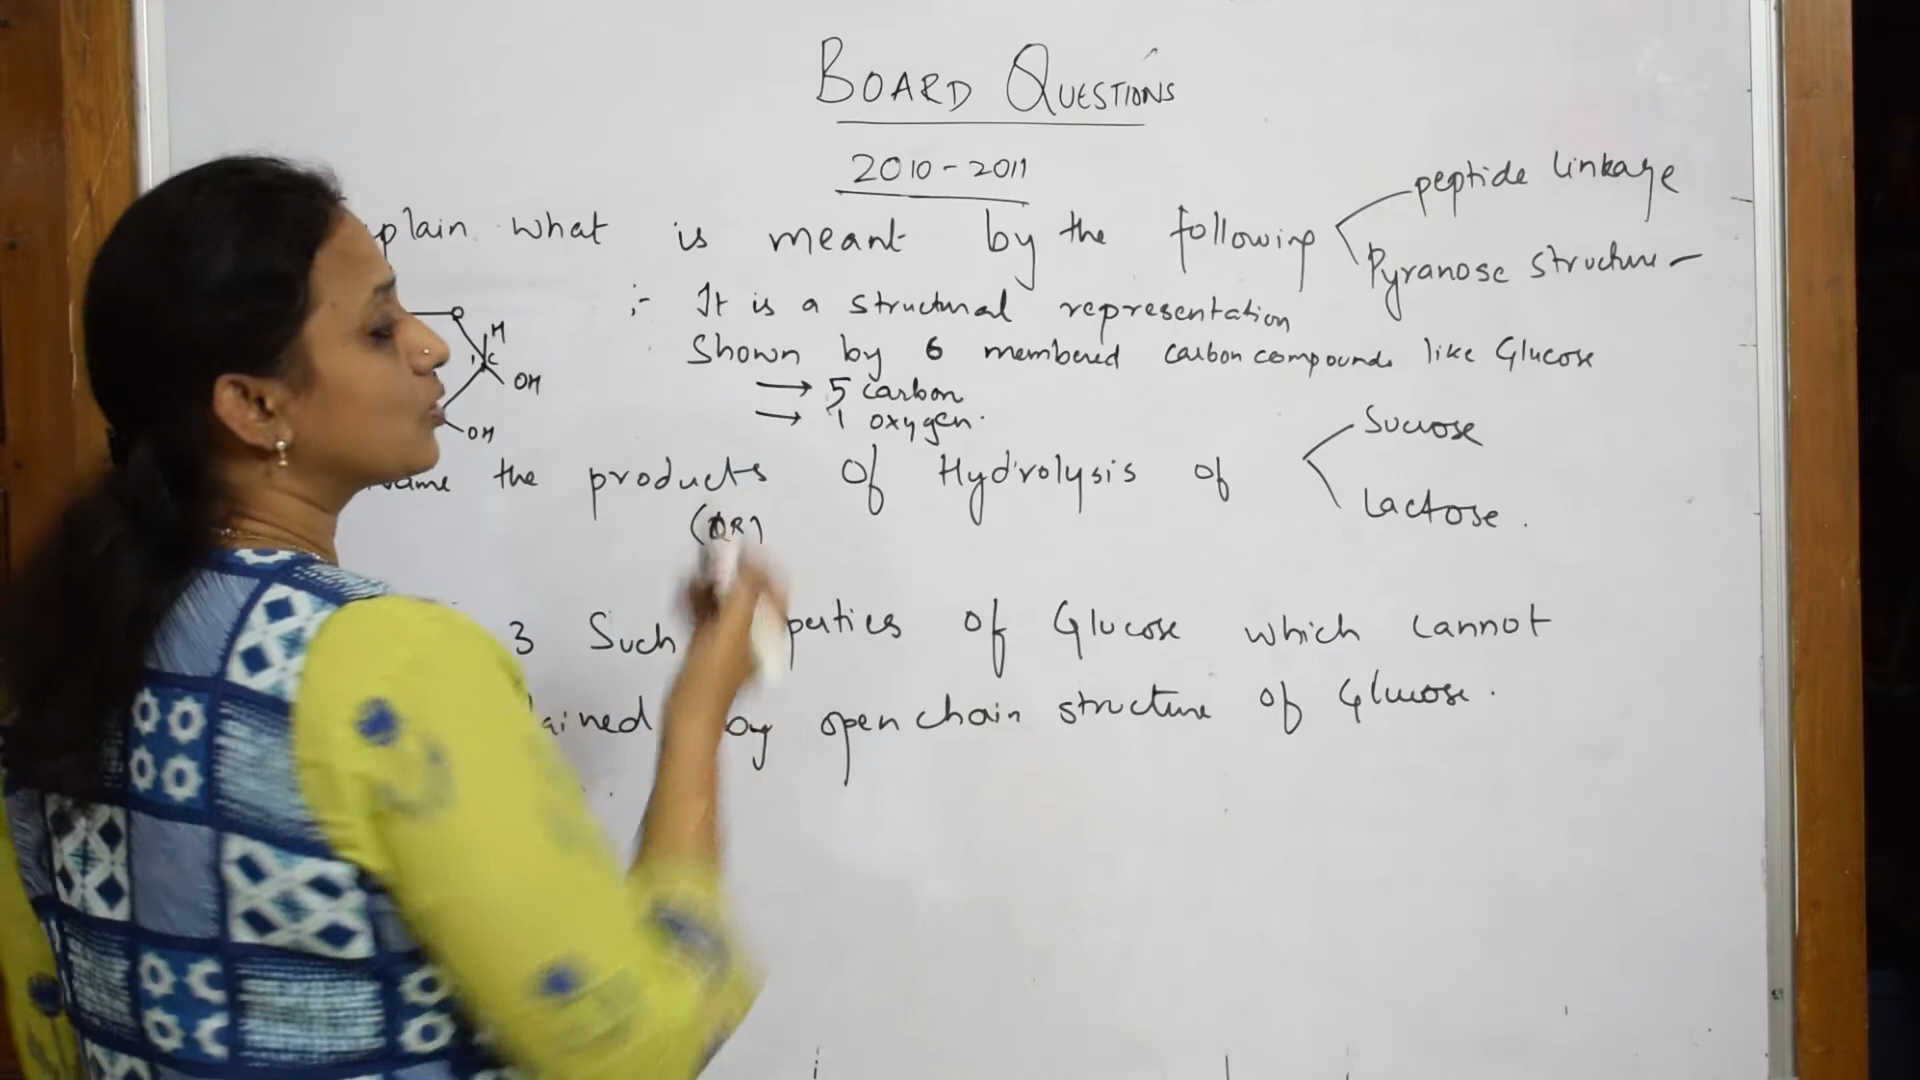 BOARD QUESTIONS
2010-2011
plain what is meant by the following
peptide linkage
Pyranose structure -
:- It is a structural representation
Shown by 6 membered carbon compounds like Glucose
→ 5 carbon
→ 1 oxygen.
O
H
1 C
OH
OH
the products of Hydrolysis of
Sucrose
Lactose.
(OR)
3 Such perties of Glucose which cannot
lained by open chain structure of Glucose.